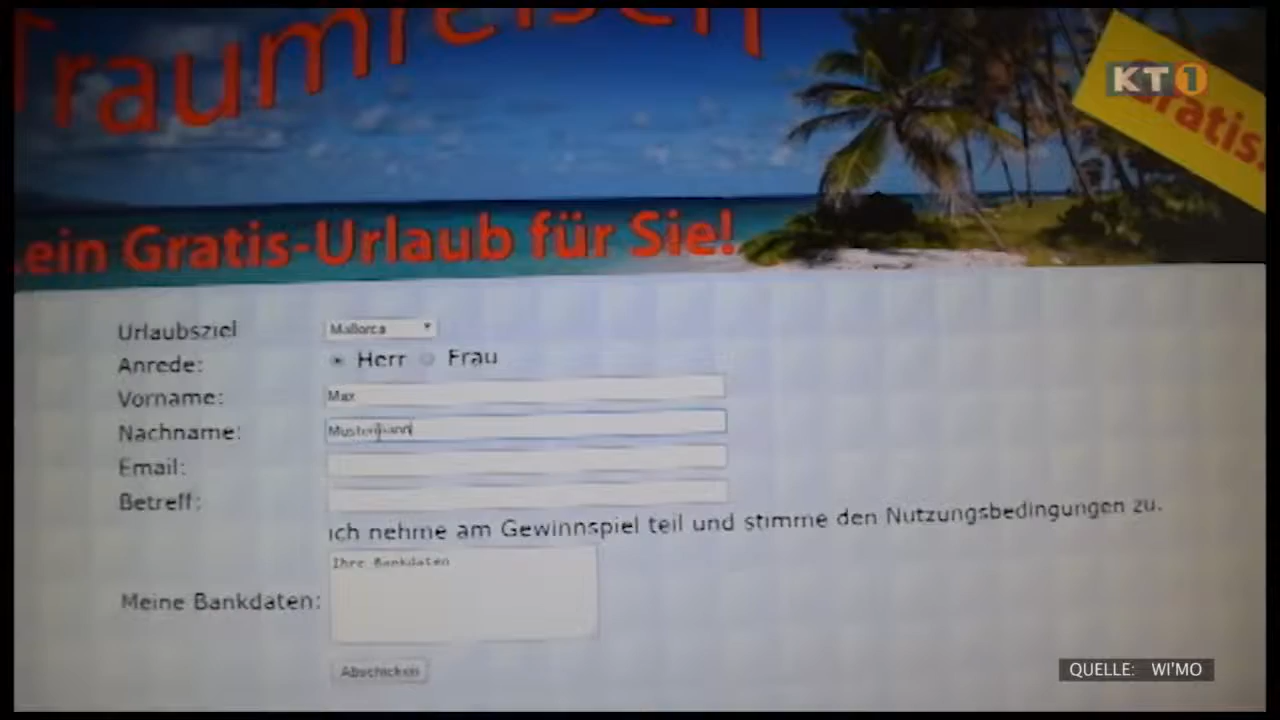 Traumreisen
KT1
Gratis.
..ein Gratis-Urlaub für Sie!
Urlaubsziel Mallorca
Anrede: Herr Frau
Vorname: Max
Nachname: Mustermann
Email:
Betreff:
ich nehme am Gewinnspiel teil und stimme den Nutzungsbedingungen zu.
Meine Bankdaten: Ihre Bankdaten
Abschicken
QUELLE: WI'MO